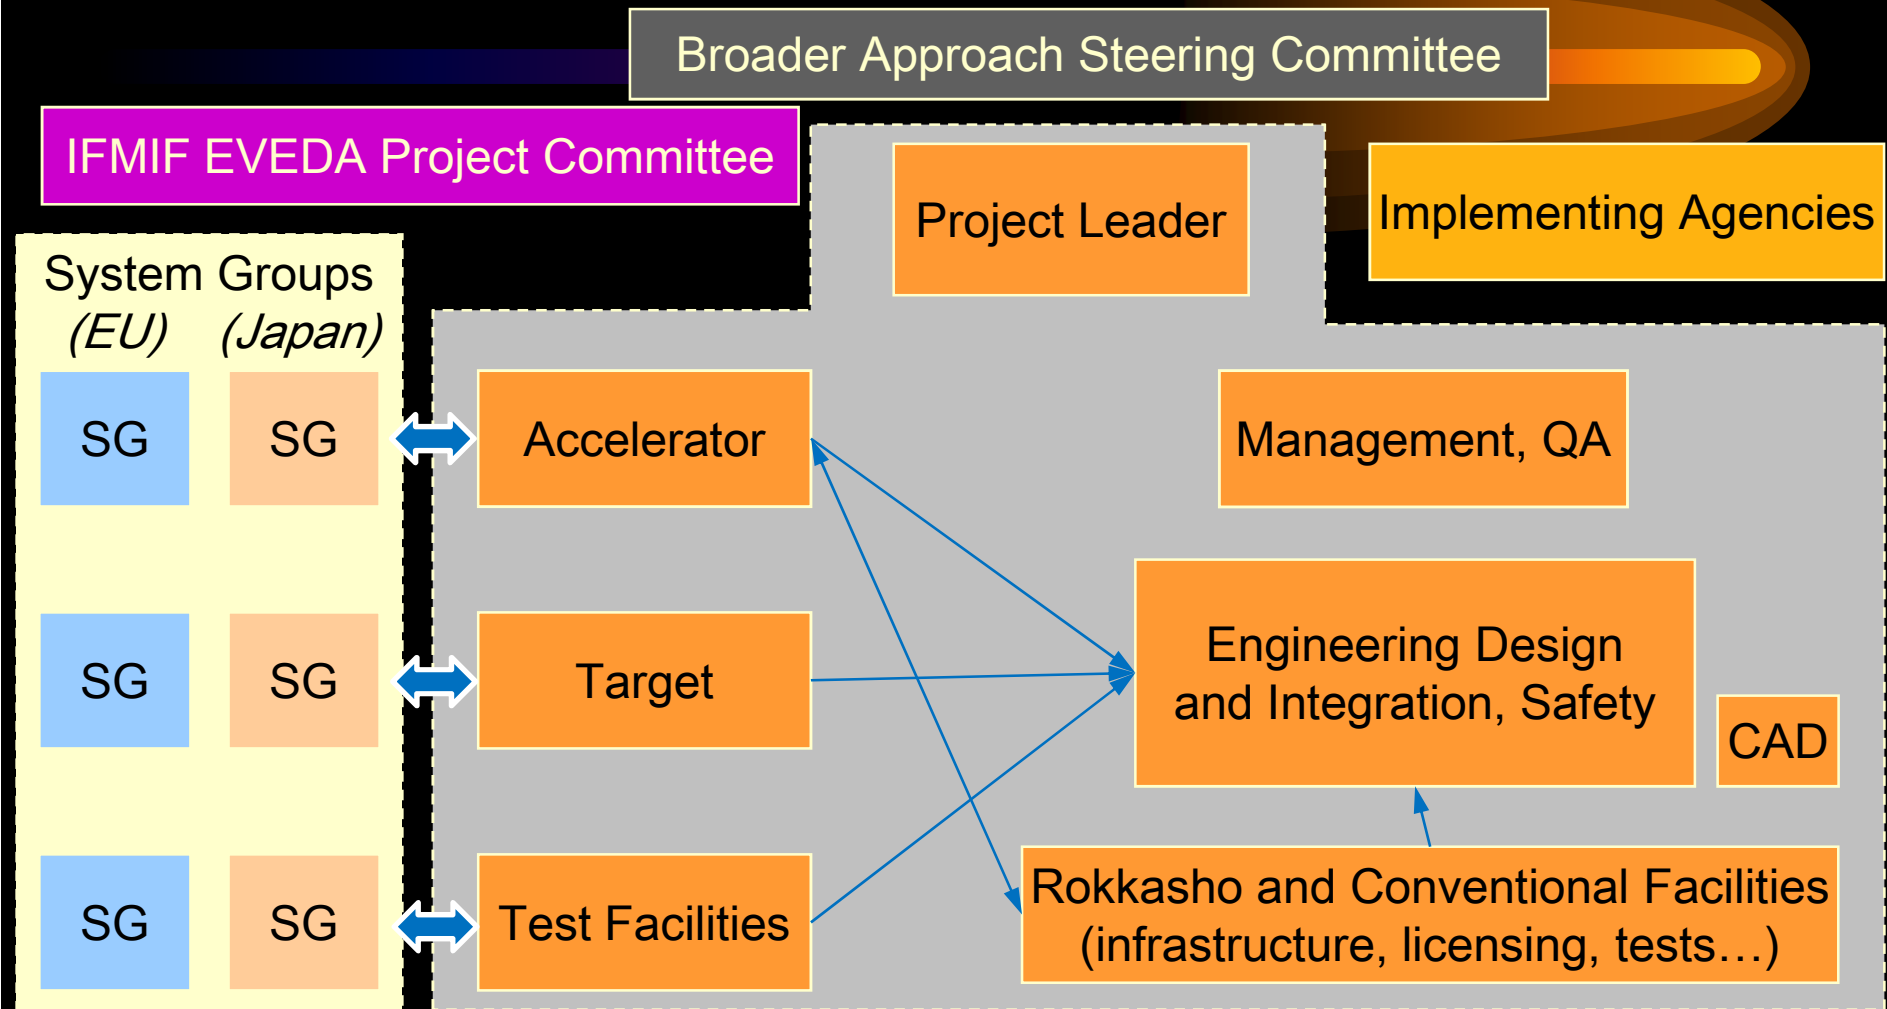 Broader Approach Steering Committee
IFMIF EVEDA Project Committee
Project Leader
Implementing Agencies
System Groups
(EU) (Japan)
SG SG
Accelerator
Management, QA
SG SG
Target
Engineering Design
and Integration, Safety
CAD
SG SG
Test Facilities
Rokkasho and Conventional Facilities
(infrastructure, licensing, tests…)